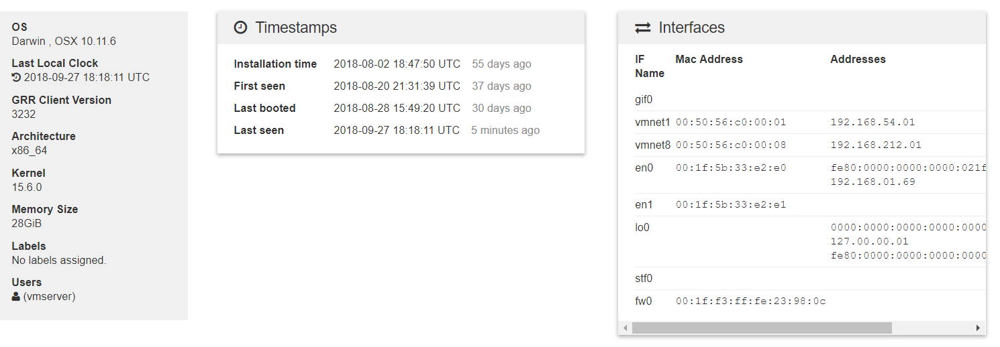 OS
Darwin , OSX 10.11.6
Last Local Clock
2018-09-27 18:18:11 UTC
GRR Client Version
3232
Architecture
x86_64
Kernel
15.6.0
Memory Size
28GiB
Labels
No labels assigned.
Users
(vmserver)
Timestamps
Installation time 2018-08-02 18:47:50 UTC 55 days ago
First seen 2018-08-20 21:31:39 UTC 37 days ago
Last booted 2018-08-28 15:49:20 UTC 30 days ago
Last seen 2018-09-27 18:18:11 UTC 5 minutes ago
Interfaces
IF Mac Address Addresses
Name
gif0
vmnet1 00:50:56:c0:00:01 192.168.54.01
vmnet8 00:50:56:c0:00:08 192.168.212.01
en0 00:1f:5b:33:e2:e0 fe80:0000:0000:0000:021f
192.168.01.69
en1 00:1f:5b:33:e2:e1
lo0 0000:0000:0000:0000:0000
127.00.00.01
fe80:0000:0000:0000:0000
stf0
fw0 00:1f:f3:ff:fe:23:98:0c